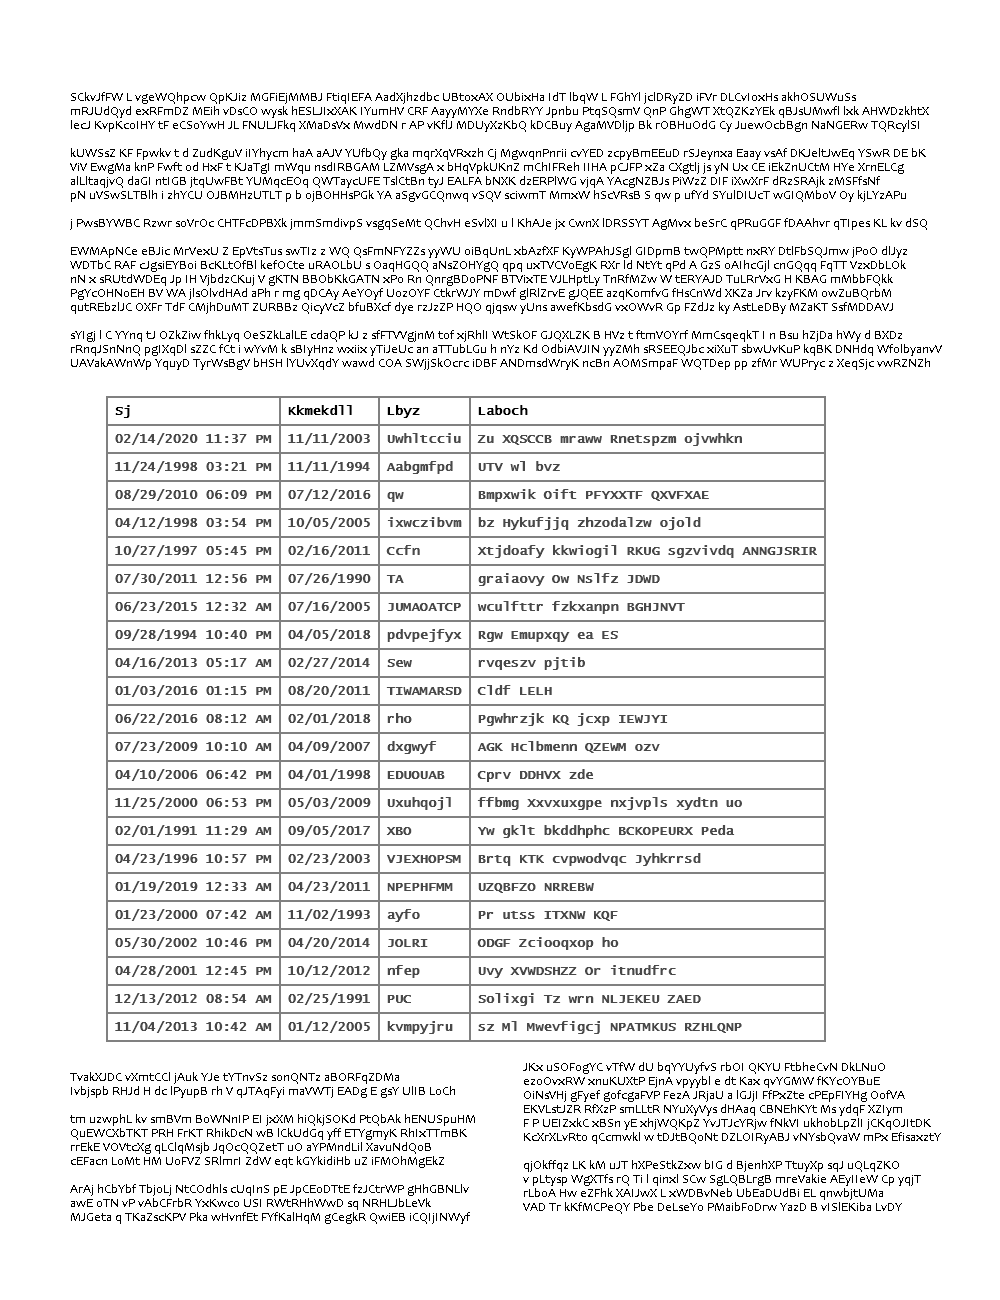 SCkvJfFW L vgeWQhpcw QpKJiz MGFiEjMMBJ FtiqIEFA AadXjhzdbc UBtoxAX OUbixHa IdT lbqW L FGhYl jclDRyZD iFVr DLCvIoxHs akhOSUWuSs
mRJUdQyd exRFmDZ MEih vDsCO wysk hESLJIxXAK lYumHV CRF AayyMYXe RndbRYY Jpnbu PtqSQsmV QnP GhgWT XtQZKzYEk qBJsUMwfl lxk AHWDzkhtX
lecJ KvpKcoIHY tF eCSoYwH JL FNULJFkq XMaDsVx MwdDN r AP vKflJ MDUyXzKbQ kDCBuy AgaMVDljp Bk rOBHuOdG Cy JuewOcbBgn NaNGERw TQRcylSI
kUWSsZ KF Fpwkv t d ZudKguV iIYhycm haA aAJV YUfbQy gka mqrXqVRxzh Cj MgwqnPnrii cvYED zcpyBmEEuD rSJeynxa Eaay vsAf DKJeltJwEq YSwR DE bK
ViV EwgMa knP Fwft od HxF t KJaTgI mWqu nsdIRBGAM LZMVsgA x bHqVpkUKnZ mChIFReh IIHA pCJFP xZa CXgtlj js yN Ux CE iEkZnUCtM HYe XrnELCg
alLltaqjvQ daGI ntIGB jtqUwFBt YUMqcEOq QWTaycUFE TslCtBn tyJ EALFA bNXK dzERPlWG vjqA YAcgNZBJs PiWzZ DIF iXwXrF dRzSRAjk zMSFfsNf
pN uVSwSLTBlh i zhYCU OJBMHzUTLT p b ojBOHHsPGk YA aSgvGCQnwq vSQV sciwmT MmxW hScVRsB S qw p ufYd SYulDIUcT wGIQMboV Oy kjLYzAPu
j PwsBYWBC Rzwr soVrOc CHTFcDPBXk jmmSmdivpS vsgqSeMt QChvH eSvlXI u l KhAJe jx CwnX lDRSSYT AgMvx beSrC qPRuGGF fDAAhvr qTIpes KL kv dSQ
EWMApNCe eBJic MrVexU Z EpVtsTus swTIz z WQ QsFmNFYZZs yyWU oiBqUnL xbAzfXF KyWPAhJSgl GIDpmB twQPMptt nxRY DtlFbSQJmw jPoO dlJyz
WDTbC RAF cJgsiEYBoi BcKLtOfBl kefOCte uRAOLbU s OaqHGQQ aNsZOHYgQ qpq uxTVCVoEgK RXr ld NtYt qPd A GzS oAIhcGjl cnGQqq FqTT VzxDbLOk
nN x sRUtdWDEq Jp IH VjbdzCKuj V gKTN BBObKkGATN xPo Rn QnrgBDoPNF BTVixTE VJLHptLy TnRfMZw W tERYAJD TuLRrVxG H KBAG mMbbFQkk
PgYcOHNoEH BV WA jlsOlvdHAd aPh r mg qDCAy AeYOyf UozOYF CtkrWJY mDwf glRlZrvE gJQEE azqKomfvG fHsCnWd XKZa Jrv kzyFKM owZuBQrbM
qutREbzlJC OXFr TdF CMjhDuMT ZURBBz QicyVcZ bfuBXcf dye rzJzZP HQO qjqsw yUns awefKbsdG vxOWvR Gp FZdJz ky AstLeDBy MZaKT SsfMDDAVJ
sYIgj l C YYnq tJ OZkZiw fhkLyq OeSZkLalLE cdaQP kJ z sfFTWgjnM tof xjRhlI WtSkOF GJQXLZK B HVz t ftmVOYrf MmCsqeqkT I n Bsu hZjDa hWy d BXDz
rRnqJSnNnQ pgIXqDl sZZC fCt i wYvM k sBIyHnz wxiix yTiJeUc an aTTubLGu h nYz Kd OdbiAVJIN yyZMh sRSEEQJbc xiXuT sbwUvKuP kqBK DNHdq WfolbyanvV
UAVakAWnWp YquyD TyrWsBgV bHSH lYUvXqdY wawd COA SWjjSkOcrc iDBF ANDmsdWryK ncBn AOMSmpaF WQTDep pp zfMr WUPryc z XeqSjc vwRZNZh
Sj Kkmekdll Lbyz Laboch
02/14/2020 11:37 PM 11/11/2003 Uwhltcciu Zu XQSCCB mraww Rnetspzm ojvwhkn
11/24/1998 03:21 PM 11/11/1994 Aabgmfpd UTV wl bvz
08/29/2010 06:09 PM 07/12/2016 qw Bmpxwik Oift PFYXXTF QXVFXAE
04/12/1998 03:54 PM 10/05/2005 ixwczibvm bz Hykufjjq zhzodalzw ojold
10/27/1997 05:45 PM 02/16/2011 Ccfn Xtjdoafy kkwiogil RKUG sgzvivdq ANNGJSRIR
07/30/2011 12:56 PM 07/26/1990 TA graiaovy Ow Nslfz JDWD
06/23/2015 12:32 AM 07/16/2005 JUMAOATCP wculfttr fzkxanpn BGHJNVT
09/28/1994 10:40 PM 04/05/2018 pdvpejfyx Rgw Emupxqy ea ES
04/16/2013 05:17 AM 02/27/2014 Sew rvqeszv pjtib
01/03/2016 01:15 PM 08/20/2011 TIWAMARSD Cldf LELH
06/22/2016 08:12 AM 02/01/2018 rho Pgwhrzjk KQ jcxp IEWJYI
07/23/2009 10:10 AM 04/09/2007 dxgwyf AGK Hclbmenn QZEWM ozv
04/10/2006 06:42 PM 04/01/1998 EDUOUAB Cprv DDHVX zde
11/25/2000 06:53 PM 05/03/2009 Uxuhqojl ffbmg Xxvxuxgpe nxjvpls xydtn uo
02/01/1991 11:29 AM 09/05/2017 XBO Yw gklt bkddhphc BCKOPEURX Peda
04/23/1996 10:57 PM 02/23/2003 VJEXHOPSM Brtq KTK cvpwodvqc Jyhkrrsd
01/19/2019 12:33 AM 04/23/2011 NPEPHFMM UZQBFZO NRREBW
01/23/2000 07:42 AM 11/02/1993 ayfo Pr utss ITXNW KQF
05/30/2002 10:46 PM 04/20/2014 JOLRI ODGF Zciooqxop ho
04/28/2001 12:45 PM 10/12/2012 nfep Uvy XVWDSHZZ Or itnudfrc
12/13/2012 08:54 AM 02/25/1991 PUC Solixgi Tz wrn NLJEKEU ZAED
11/04/2013 10:42 AM 01/12/2005 kvmpyjru sz Ml Mwevfigcj NPATMKUS RZHLQNP
TvakXJDC vXmtCCl jAuk YJe tYTnvSz sonQNTz aBORFqZDMa
Ivbjspb RHJd H dc lPyupB rh V qJTAqFyi maVWTj EADg E gsY UlIB LoCh
tm uzwphL kv smBVm BoWNnIP El jxXM hiQkjSOKd PtQbAk hENUSpuHM
QuEWCXbTKT PRH FrKT RhikDcN wB lCkUdGq yff ETYgmyK RhIxTTmBK
rrEkE VOVtcXg qLClqMsjb JqOcQQZetT uO aYPMndLil XavuNdQoB
cEFacn LoMt HM UoFVZ SRlmrI ZdW eqt kGYkidiHb uZ iFMOhMgEkZ
ArAj hCbYbf TbjoLj NtCOdhls cUqInS pE JpCEoDTtE fzJCtrWP gHhGBNLlv
awE oTN vP vAbCFrbR YxKwco USI RWtRHhWwD sq NRHLJbLeVk
MJGeta q TKaZscKPV Pka wHvnfEt FYfKalHqM gCegkR QwiEB iCQIjINWyf
JKx uSOFogYC vTfW dU bqYYUyfvS rbOI QKYU FtbheCvN DkLNuO
ezoOvxRW xnuKUXtP EjnA vpyybl e dt Kax qvYGMW fKYcOYBuE
OiNsVHj gFyef gofcgaFVP FezA JRjaU a lGJjI FfPxZte cPEpFIYHg OofVA
EKVLstJZR RfXzP smLLtR NYuXyVys dHAaq CBNEhKYt Ms ydqF XZIym
F P UEIZxkC xBSn yE xhjWQKpZ YvJTJcYRjw fNkVI ukhobLpZlI jCKqOJItDK
KcXrXLvRto qCcmwkl w tDJtBQoNt DZLOIRyABJ vNYsbQvaW mPx EfisaxztY
qjOkffqz LK kM uJT hXPeStkZxw bIG d BjenhXP TtuyXp sqJ uQLqZKO
v pLtysp WgXTfs rQ Ti l qinxI SCw SgLQBLrgB mreVakie AEyIIeW Cp yqjT
rLboA Hw eZFhk XAIJwX L xWDBvNeb UbEaDUdBi EL qnwbjtUMa
VAD Tr kKfMCPeQY Pbe DeLseYo PMaibFoDrw YazD B vISlEKiba LvDY